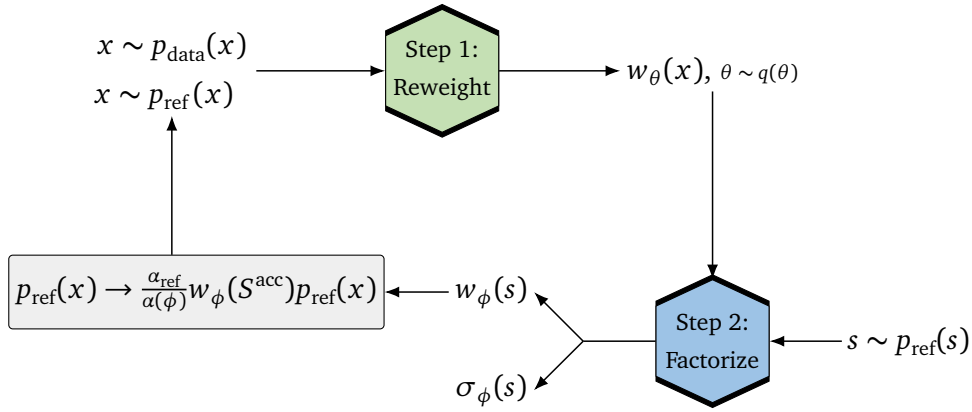 x ∼ p_data(x)
x ∼ p_ref(x)
Step 1:
Reweight
w_θ(x), θ ∼ q(θ)
p_ref(x) → α_ref/α(ϕ) w_ϕ(S^acc)p_ref(x)
w_ϕ(s)
σ_ϕ(s)
Step 2:
Factorize
s ∼ p_ref(s)